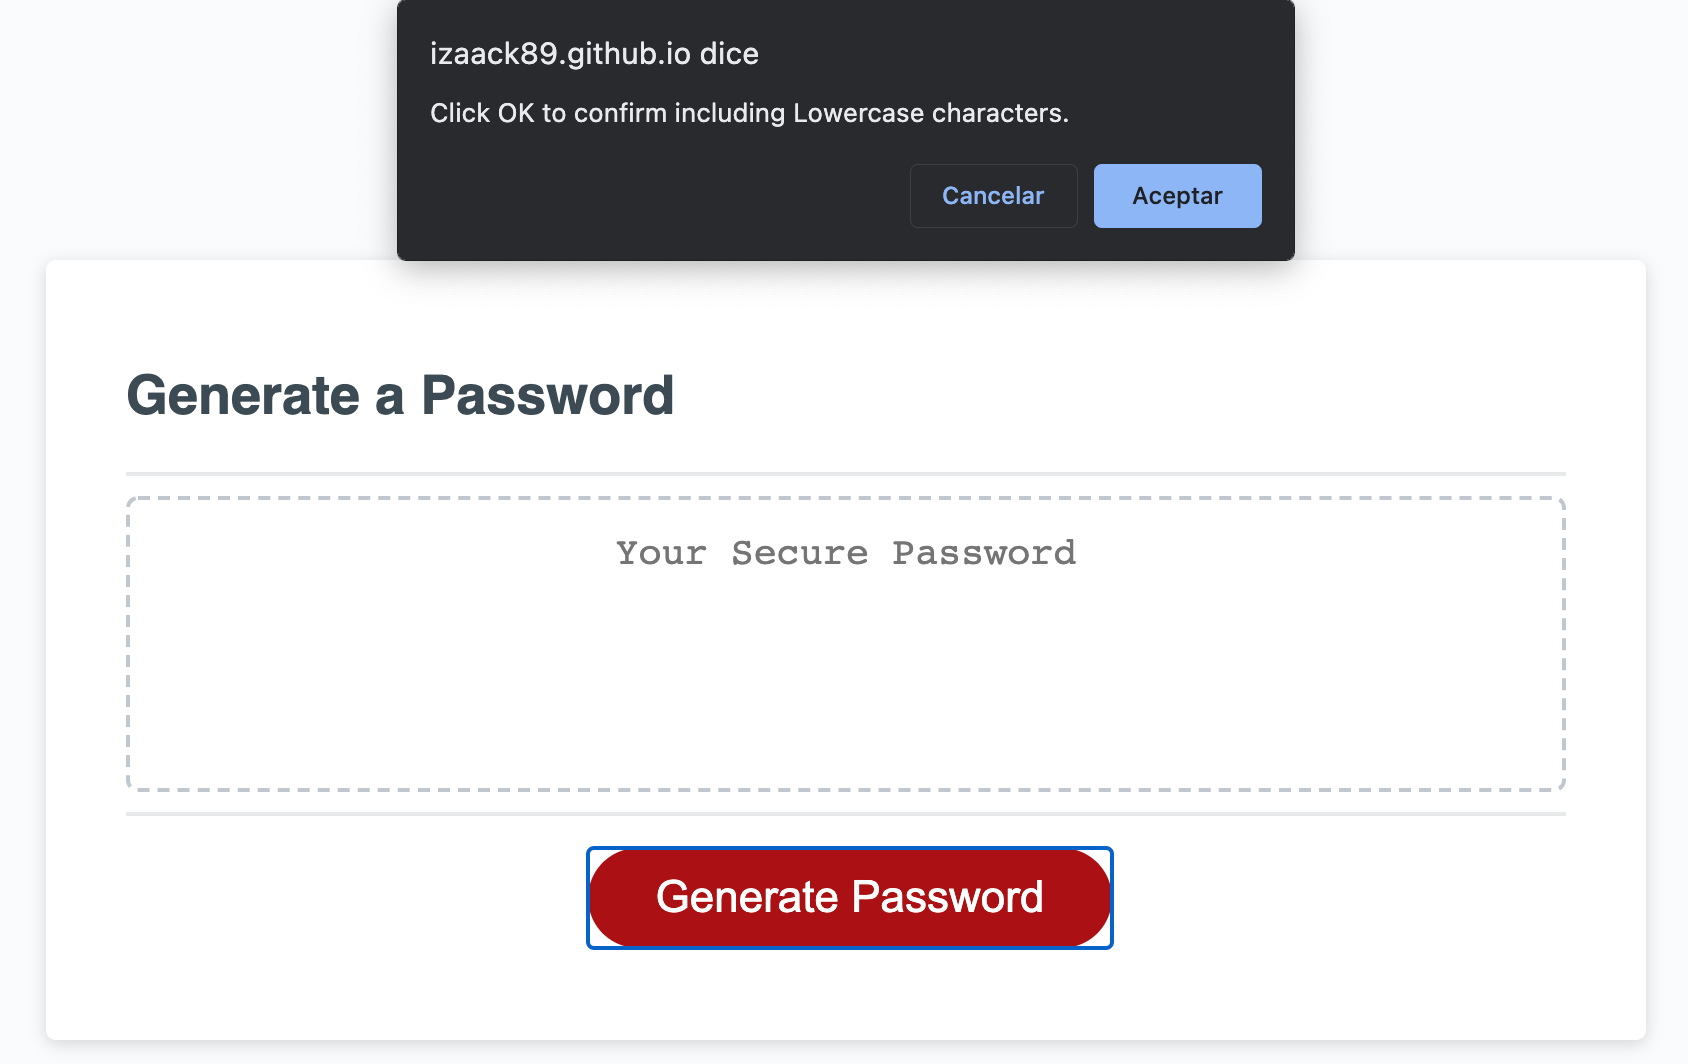 izaack89.github.io dice
Click OK to confirm including Lowercase characters.
Cancelar
Aceptar
Generate a Password
Your Secure Password
Generate Password